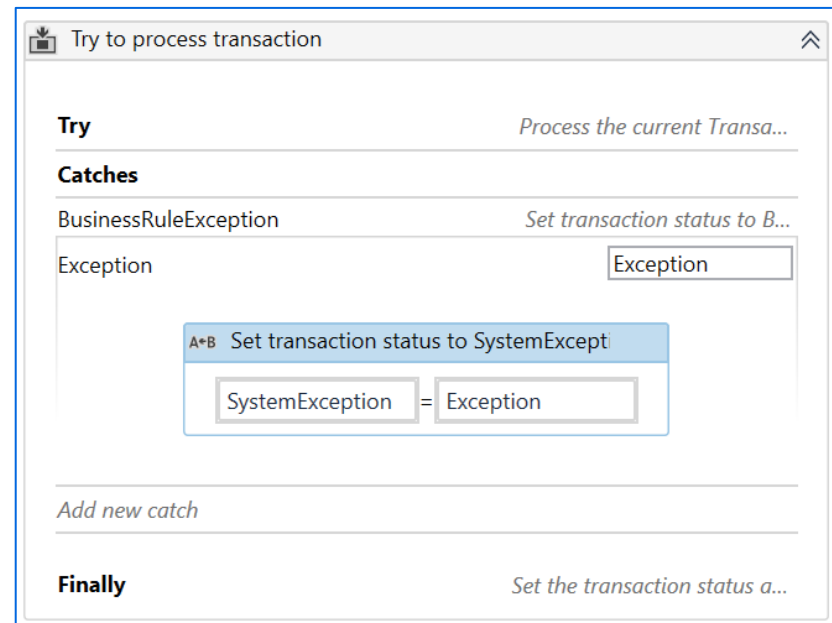 Try to process transaction
Try Process the current Transa...
Catches
BusinessRuleException Set transaction status to B...
Exception Exception
A+B Set transaction status to SystemExcepti
SystemException = Exception
Add new catch
Finally Set the transaction status a...